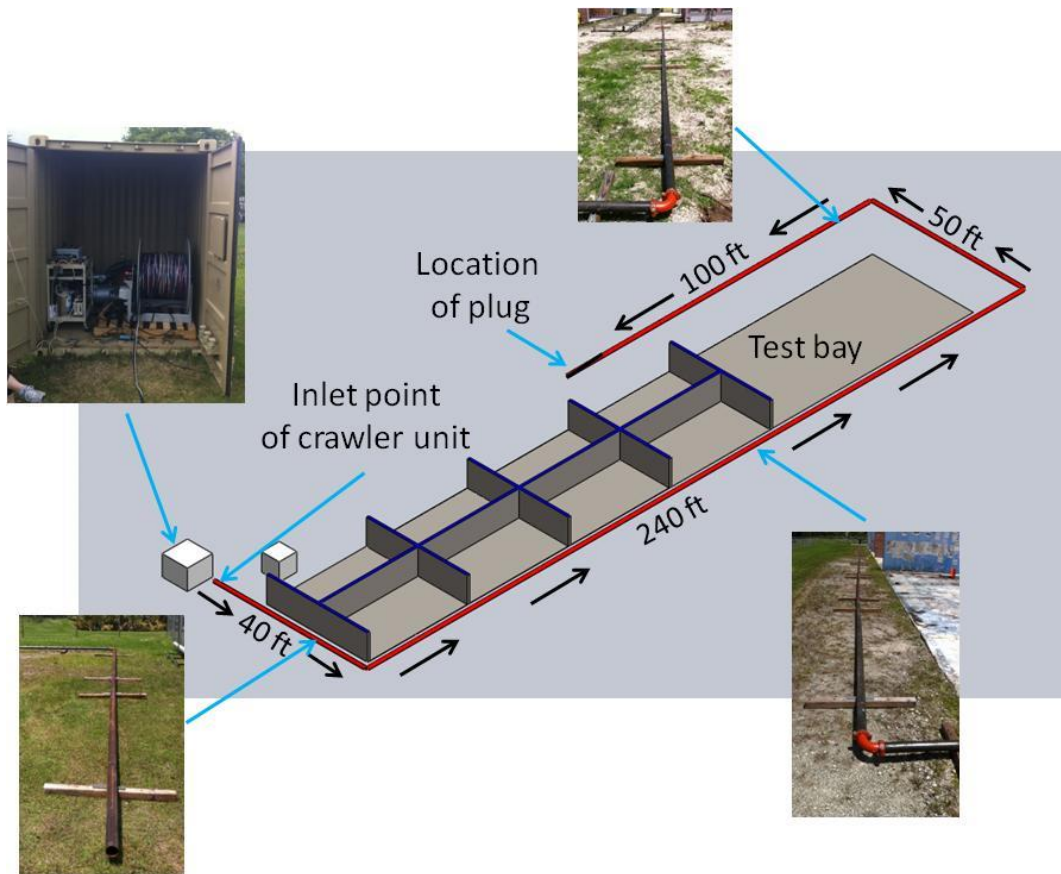 50 ft
100 ft
Location
of plug
Test bay
Inlet point
of crawler unit
240 ft
40 ft